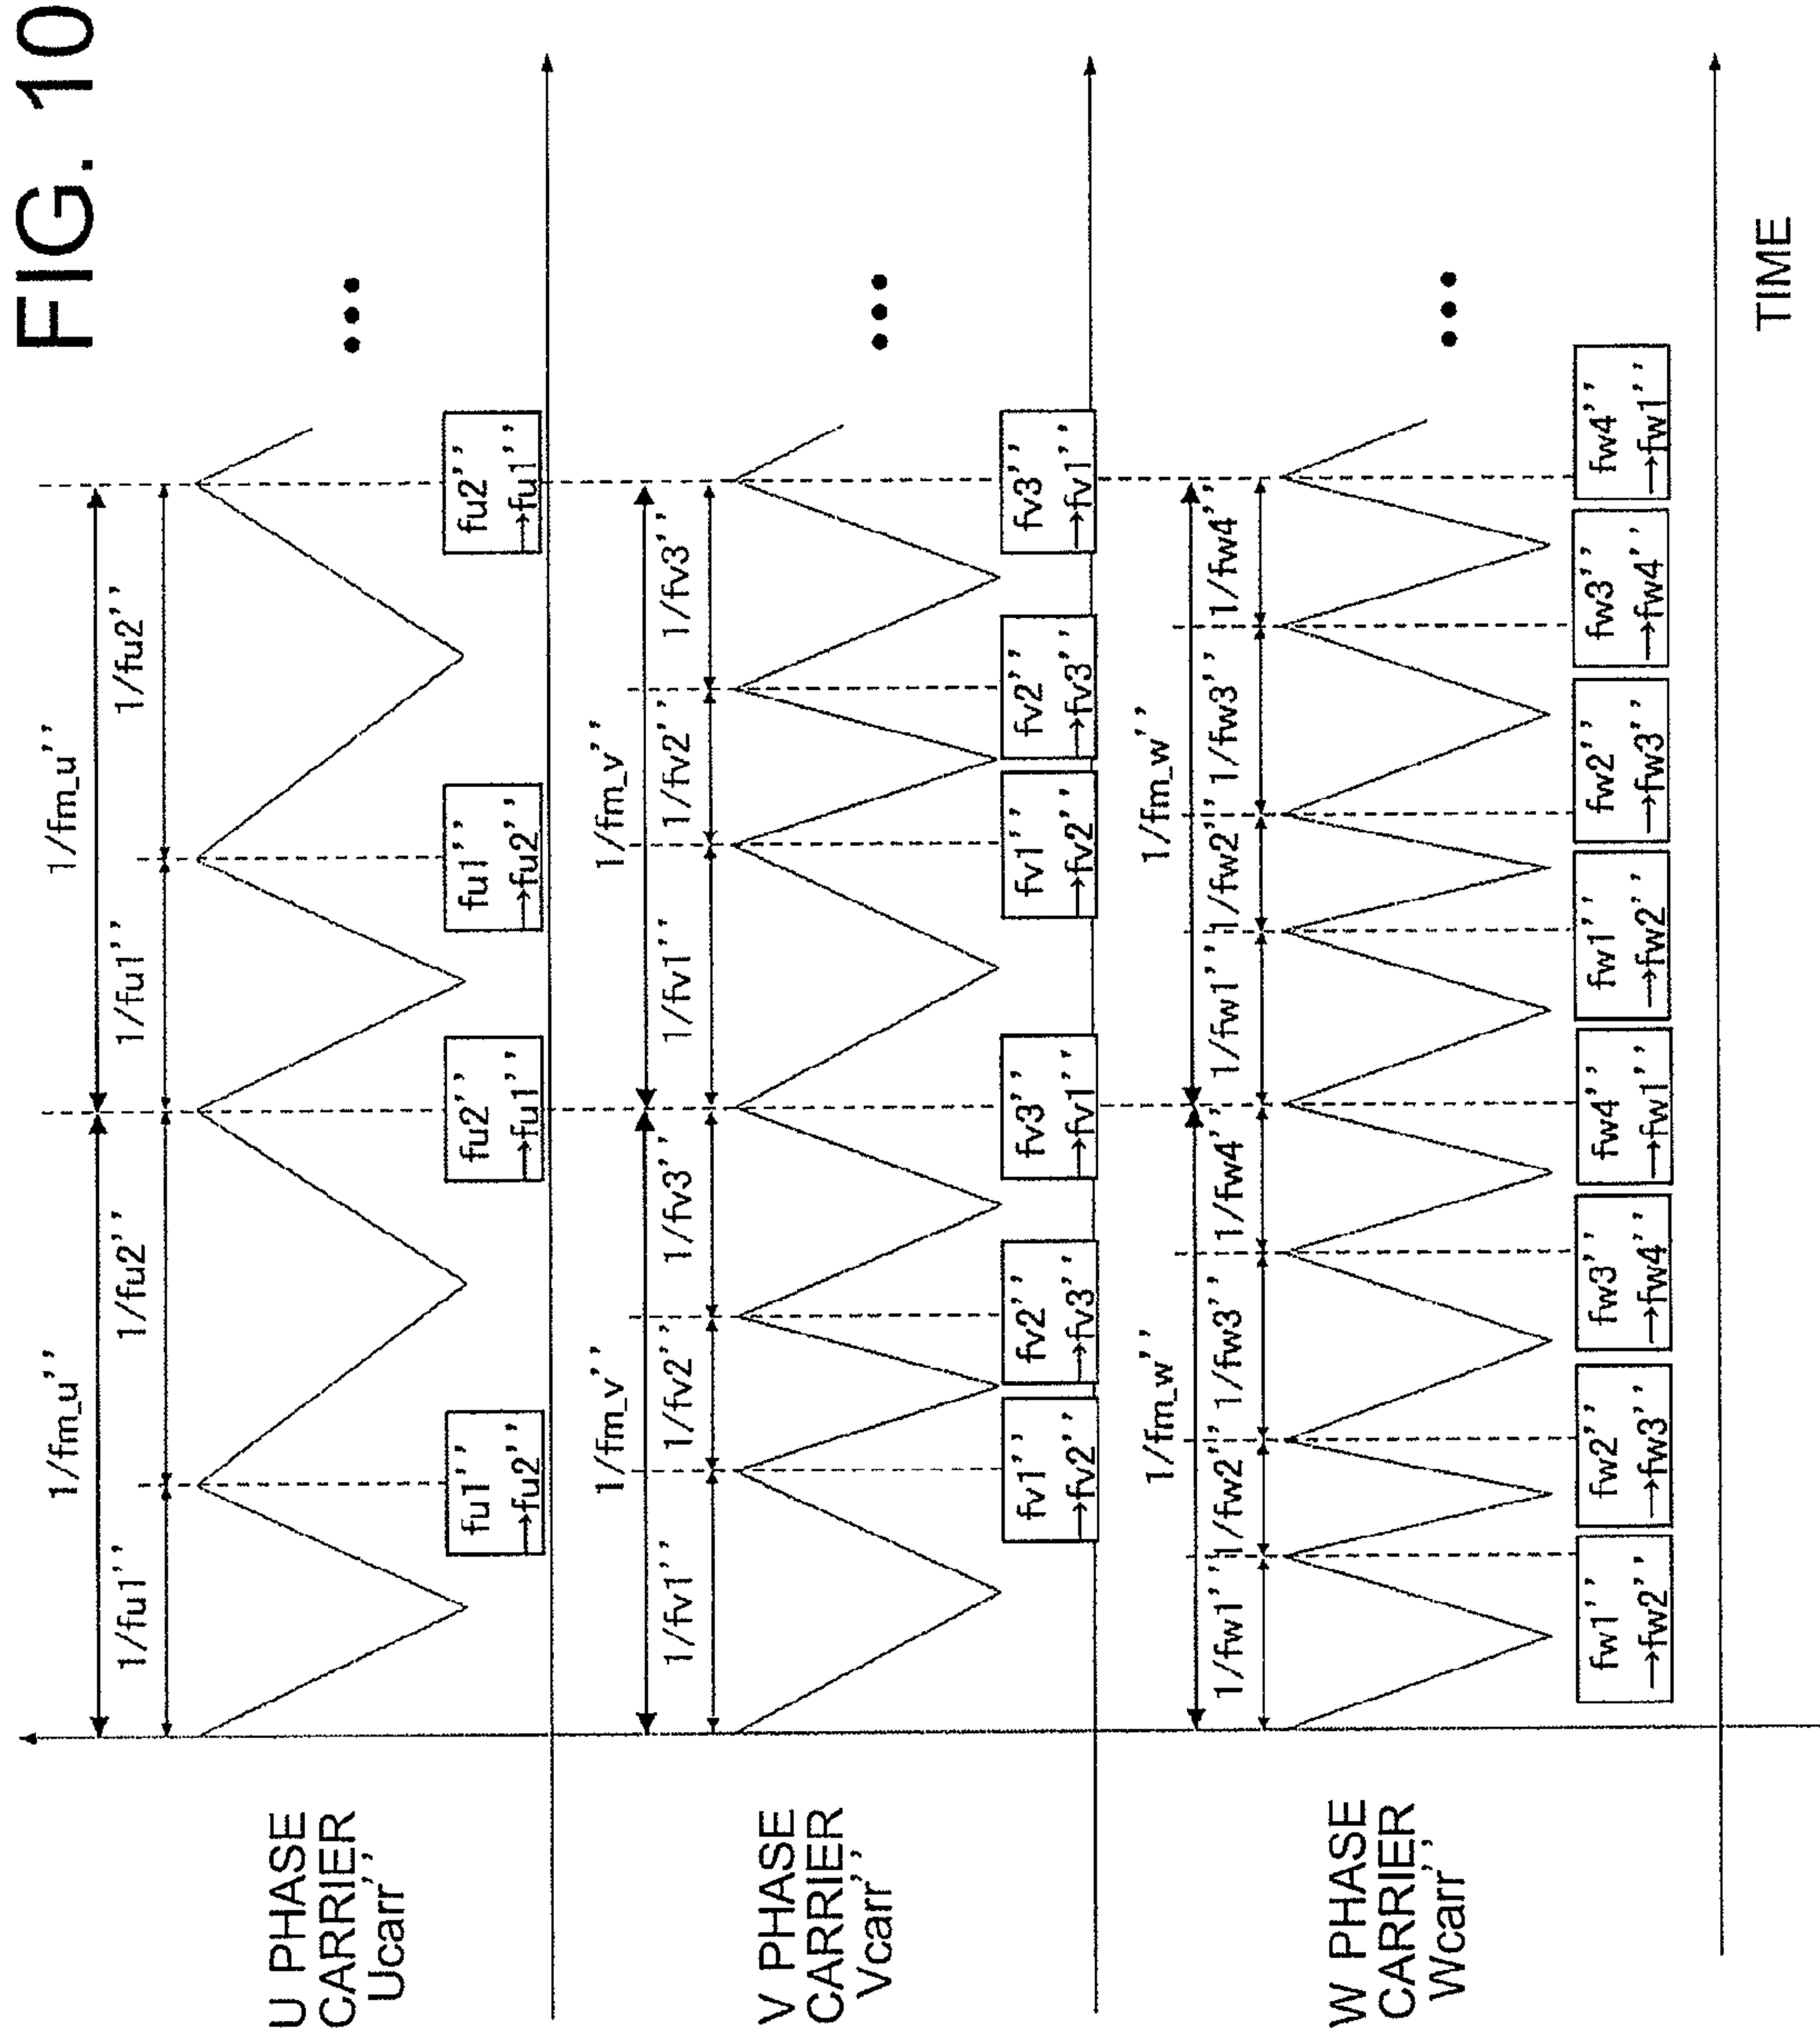 FIG. 10
U PHASE
CARRIER
Ucarr''
1/fm_u''
1/fm_u''
1/fu1''
1/fu2''
1/fu1''
1/fu2''
fu1''
→fu2''
fu2''
→fu1''
fu1''
→fu2''
fu2''
→fu1''
•••
V PHASE
CARRIER
Vcarr''
1/fm_v''
1/fm_v''
1/fv1''
1/fv2''
1/fv3''
1/fv1''
1/fv2''
1/fv3''
fv1''
→fv2''
fv2''
→fv3''
fv3''
→fv1''
fv1''
→fv2''
fv2''
→fv3''
fv3''
→fv1''
•••
W PHASE
CARRIER
Wcarr''
1/fm_w''
1/fm_w''
1/fw1''
1/fw2''
1/fw3''
1/fw4''
1/fw1''
1/fw2''
1/fw3''
1/fw4''
fw1''
→fw2''
fw2''
→fw3''
fw3''
→fw4''
fw4''
→fw1''
fw1''
→fw2''
fw2''
→fw3''
fw3''
→fw4''
fw4''
→fw1''
•••
TIME